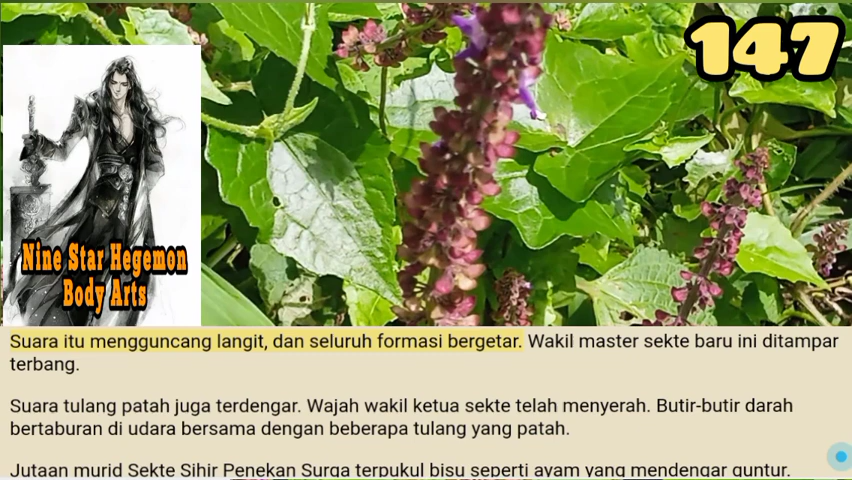 147
Nine Star Hegemon
Body Arts
Suara itu mengguncang langit, dan seluruh formasi bergetar. Wakil master sekte baru ini ditampar
terbang.
Suara tulang patah juga terdengar. Wajah wakil ketua sekte telah menyerah. Butir-butir darah
bertaburan di udara bersama dengan beberapa tulang yang patah.
Jutaan murid Sekte Sihir Penekan Surga terpukul bisu seperti ayam yang mendengar guntur.